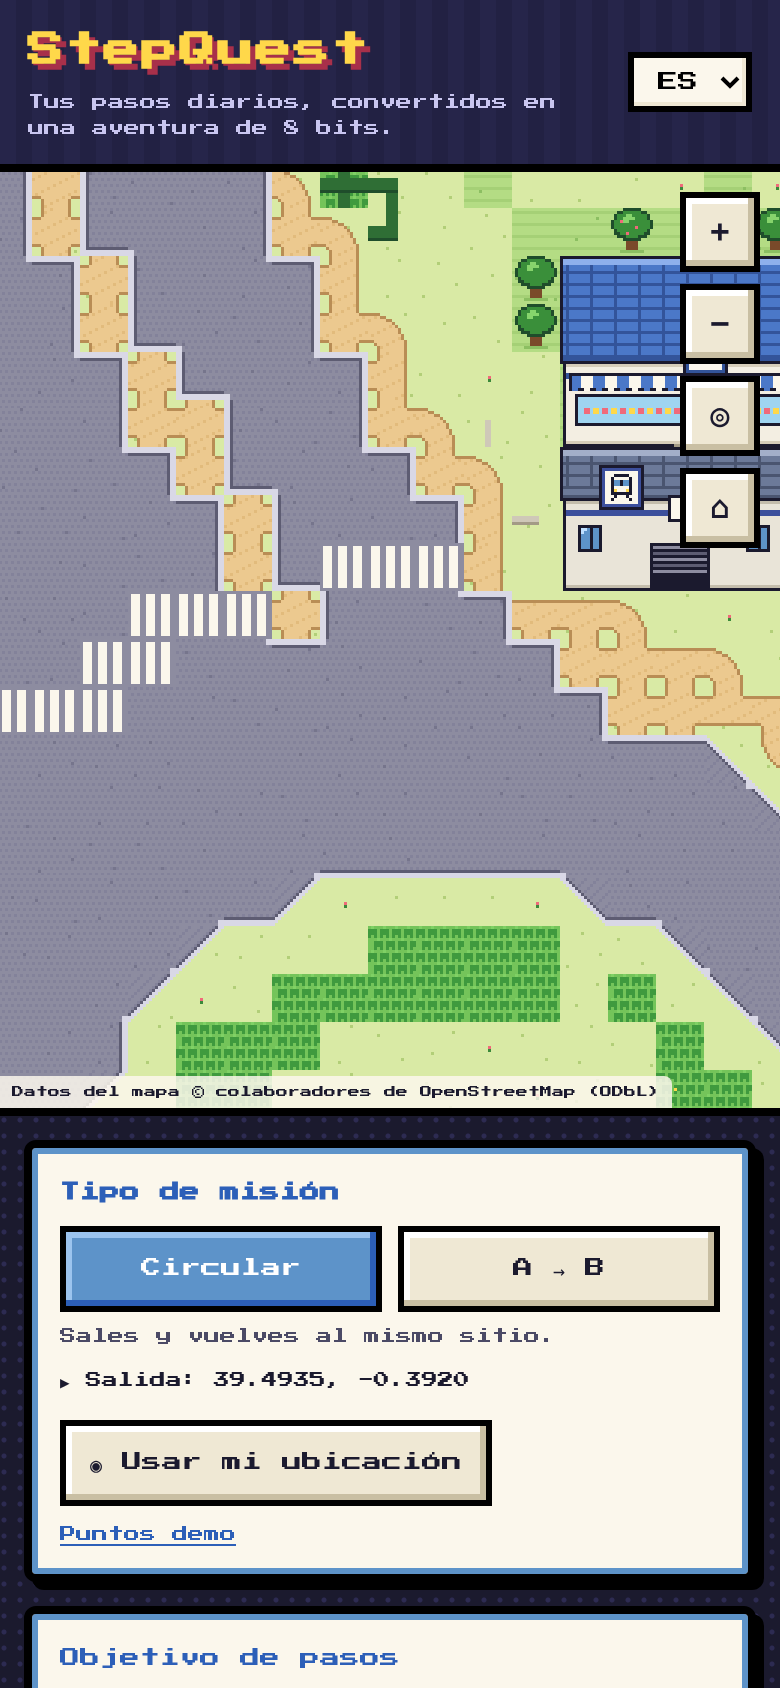 StepQuest
Tus pasos diarios, convertidos en
una aventura de 8 bits.
ES
+
−
◎
⌂
Datos del mapa © colaboradores de OpenStreetMap (ODbL)
Tipo de misión
Circular
A → B
Sales y vuelves al mismo sitio.
▸ Salida: 39.4935, -0.3920
◉ Usar mi ubicación
Puntos demo
Objetivo de pasos